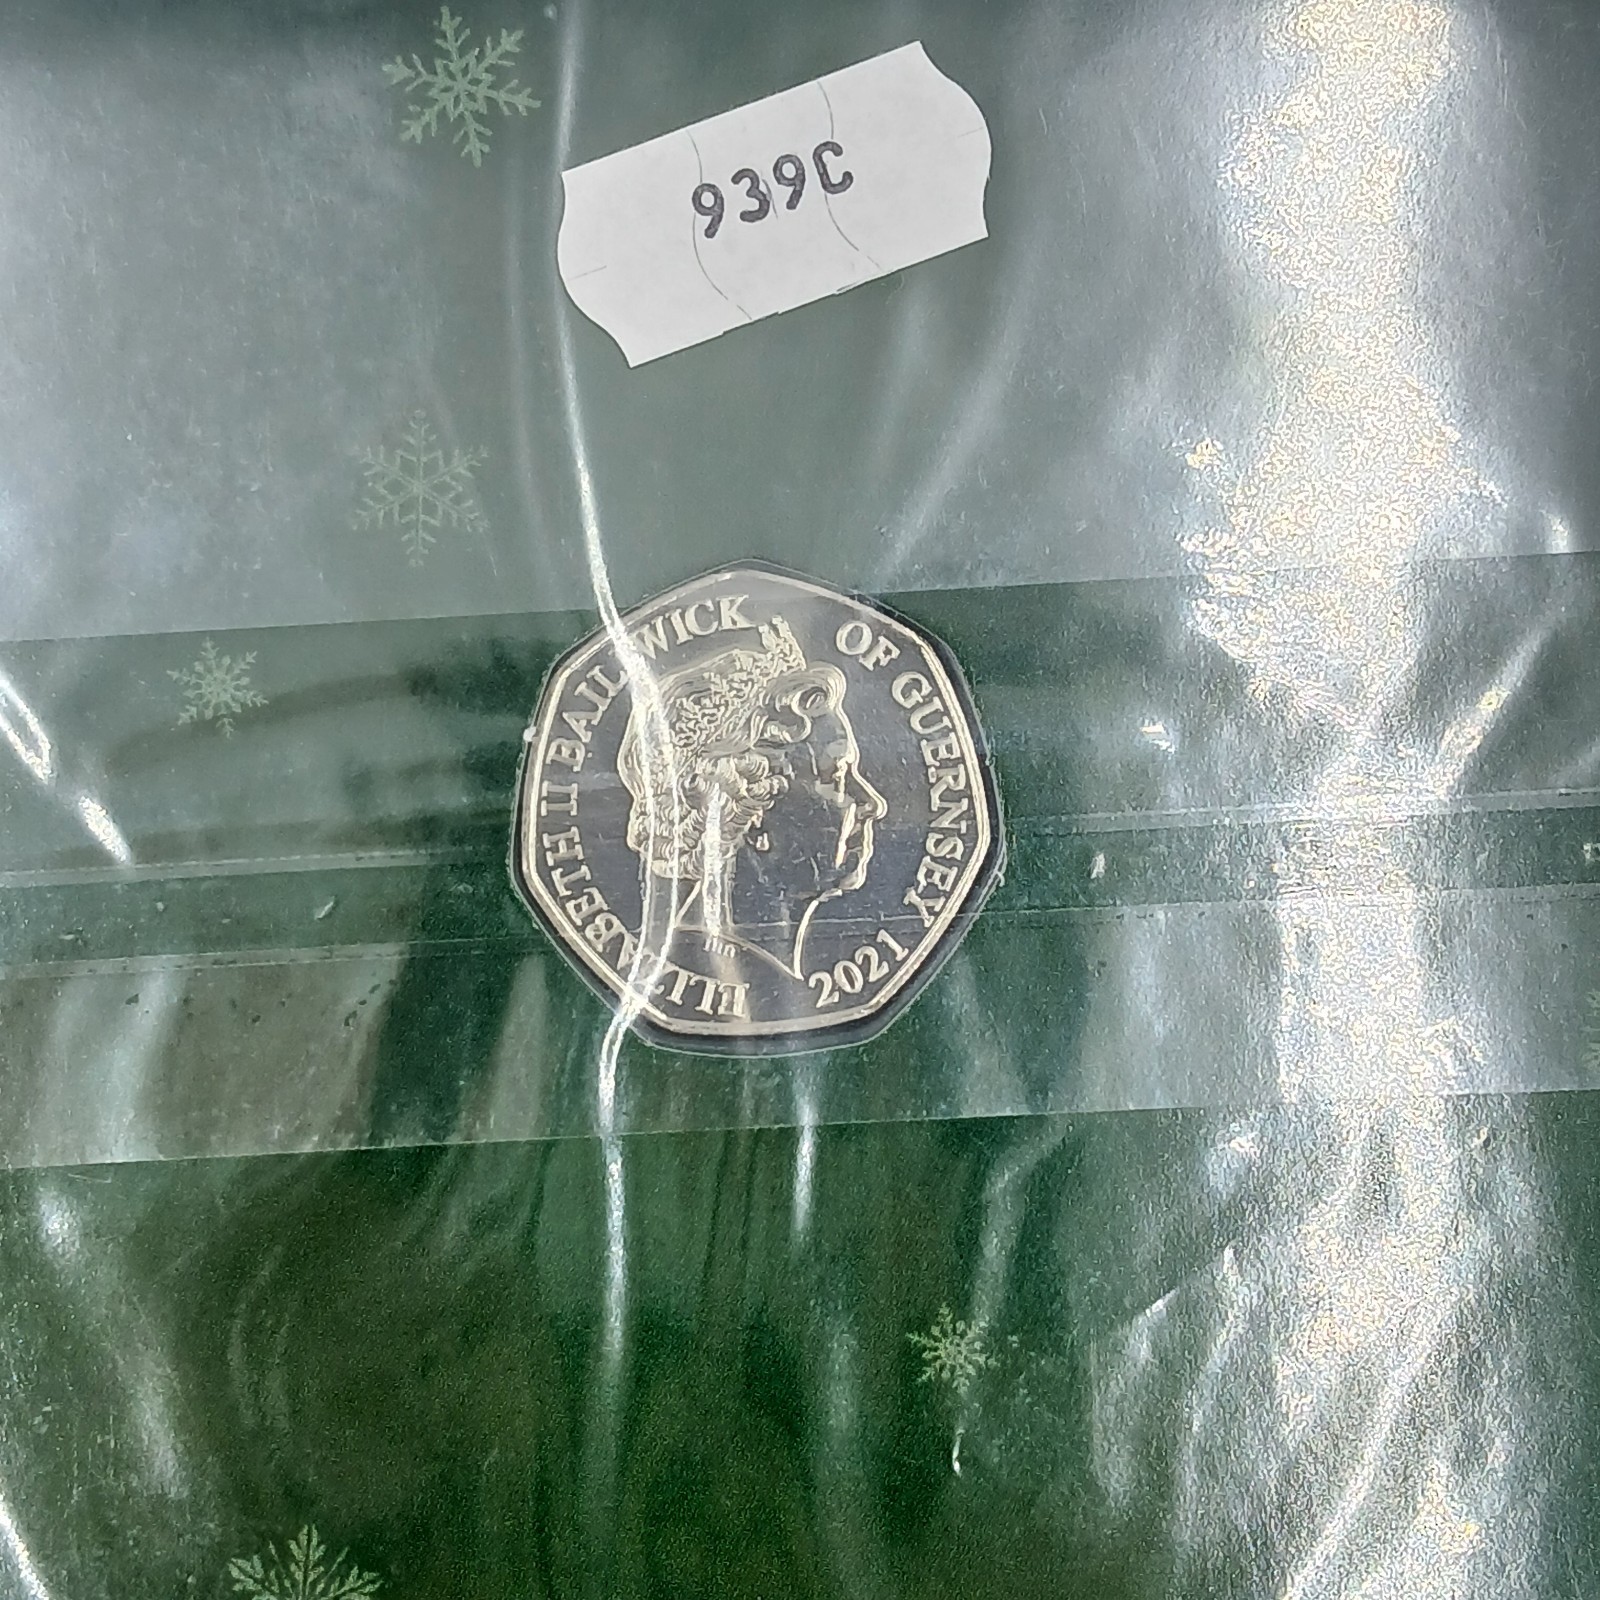 939C
ELIZABETH II BAILIWICK OF GUERNSEY 2021